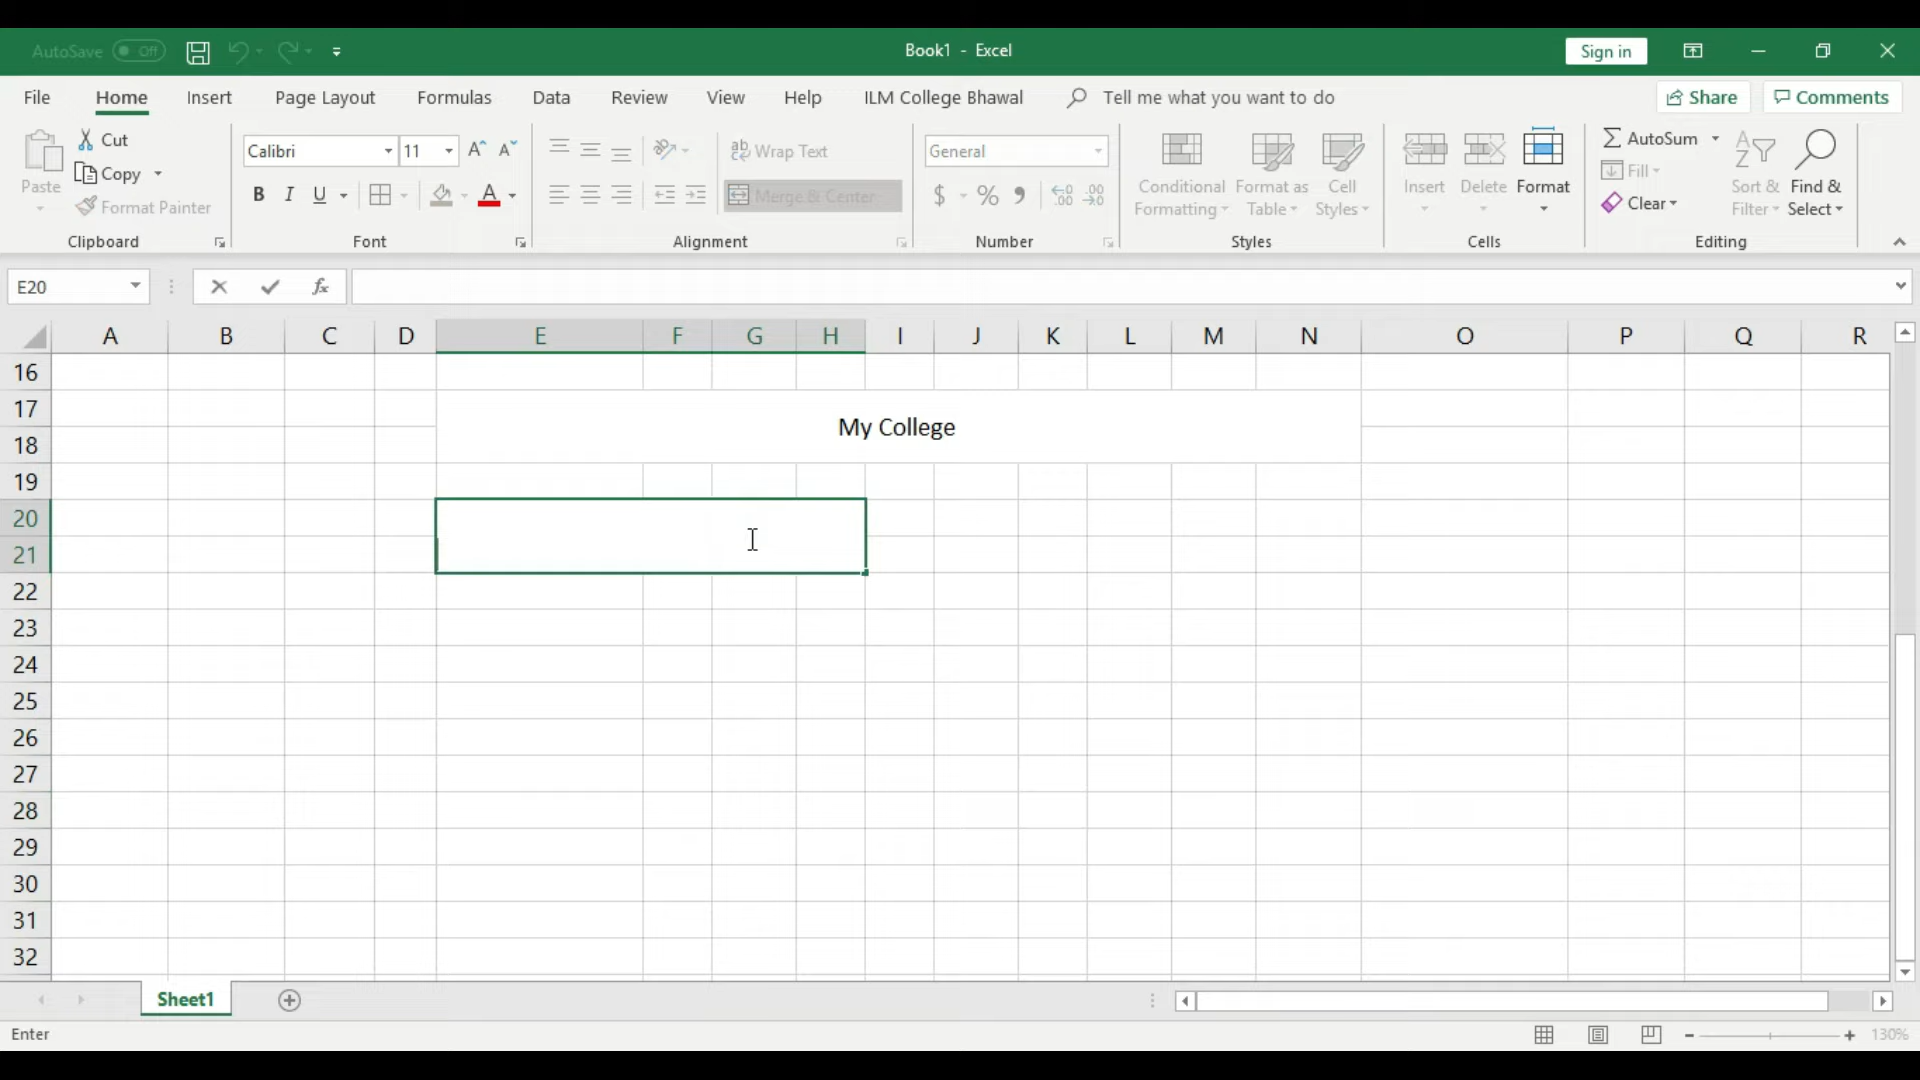 AutoSave Off
Book1 - Excel
Sign in
File Home Insert Page Layout Formulas Data Review View Help ILM College Bhawal Tell me what you want to do Share Comments
Paste
Cut
Copy
Format Painter
Clipboard
Calibri 11
B I U A
Font
ab Wrap Text
Merge & Center
Alignment
General
$ % ,
Number
Conditional Formatting
Format as Table
Cell Styles
Styles
Insert
Delete
Format
Cells
AutoSum
Fill
Clear
Sort & Filter
Find & Select
Editing
E20
fx
A B C D E F G H I J K L M N O P Q R
16
17
My College
18
19
20
21
22
23
24
25
26
27
28
29
30
31
32
Sheet1
Enter
130%